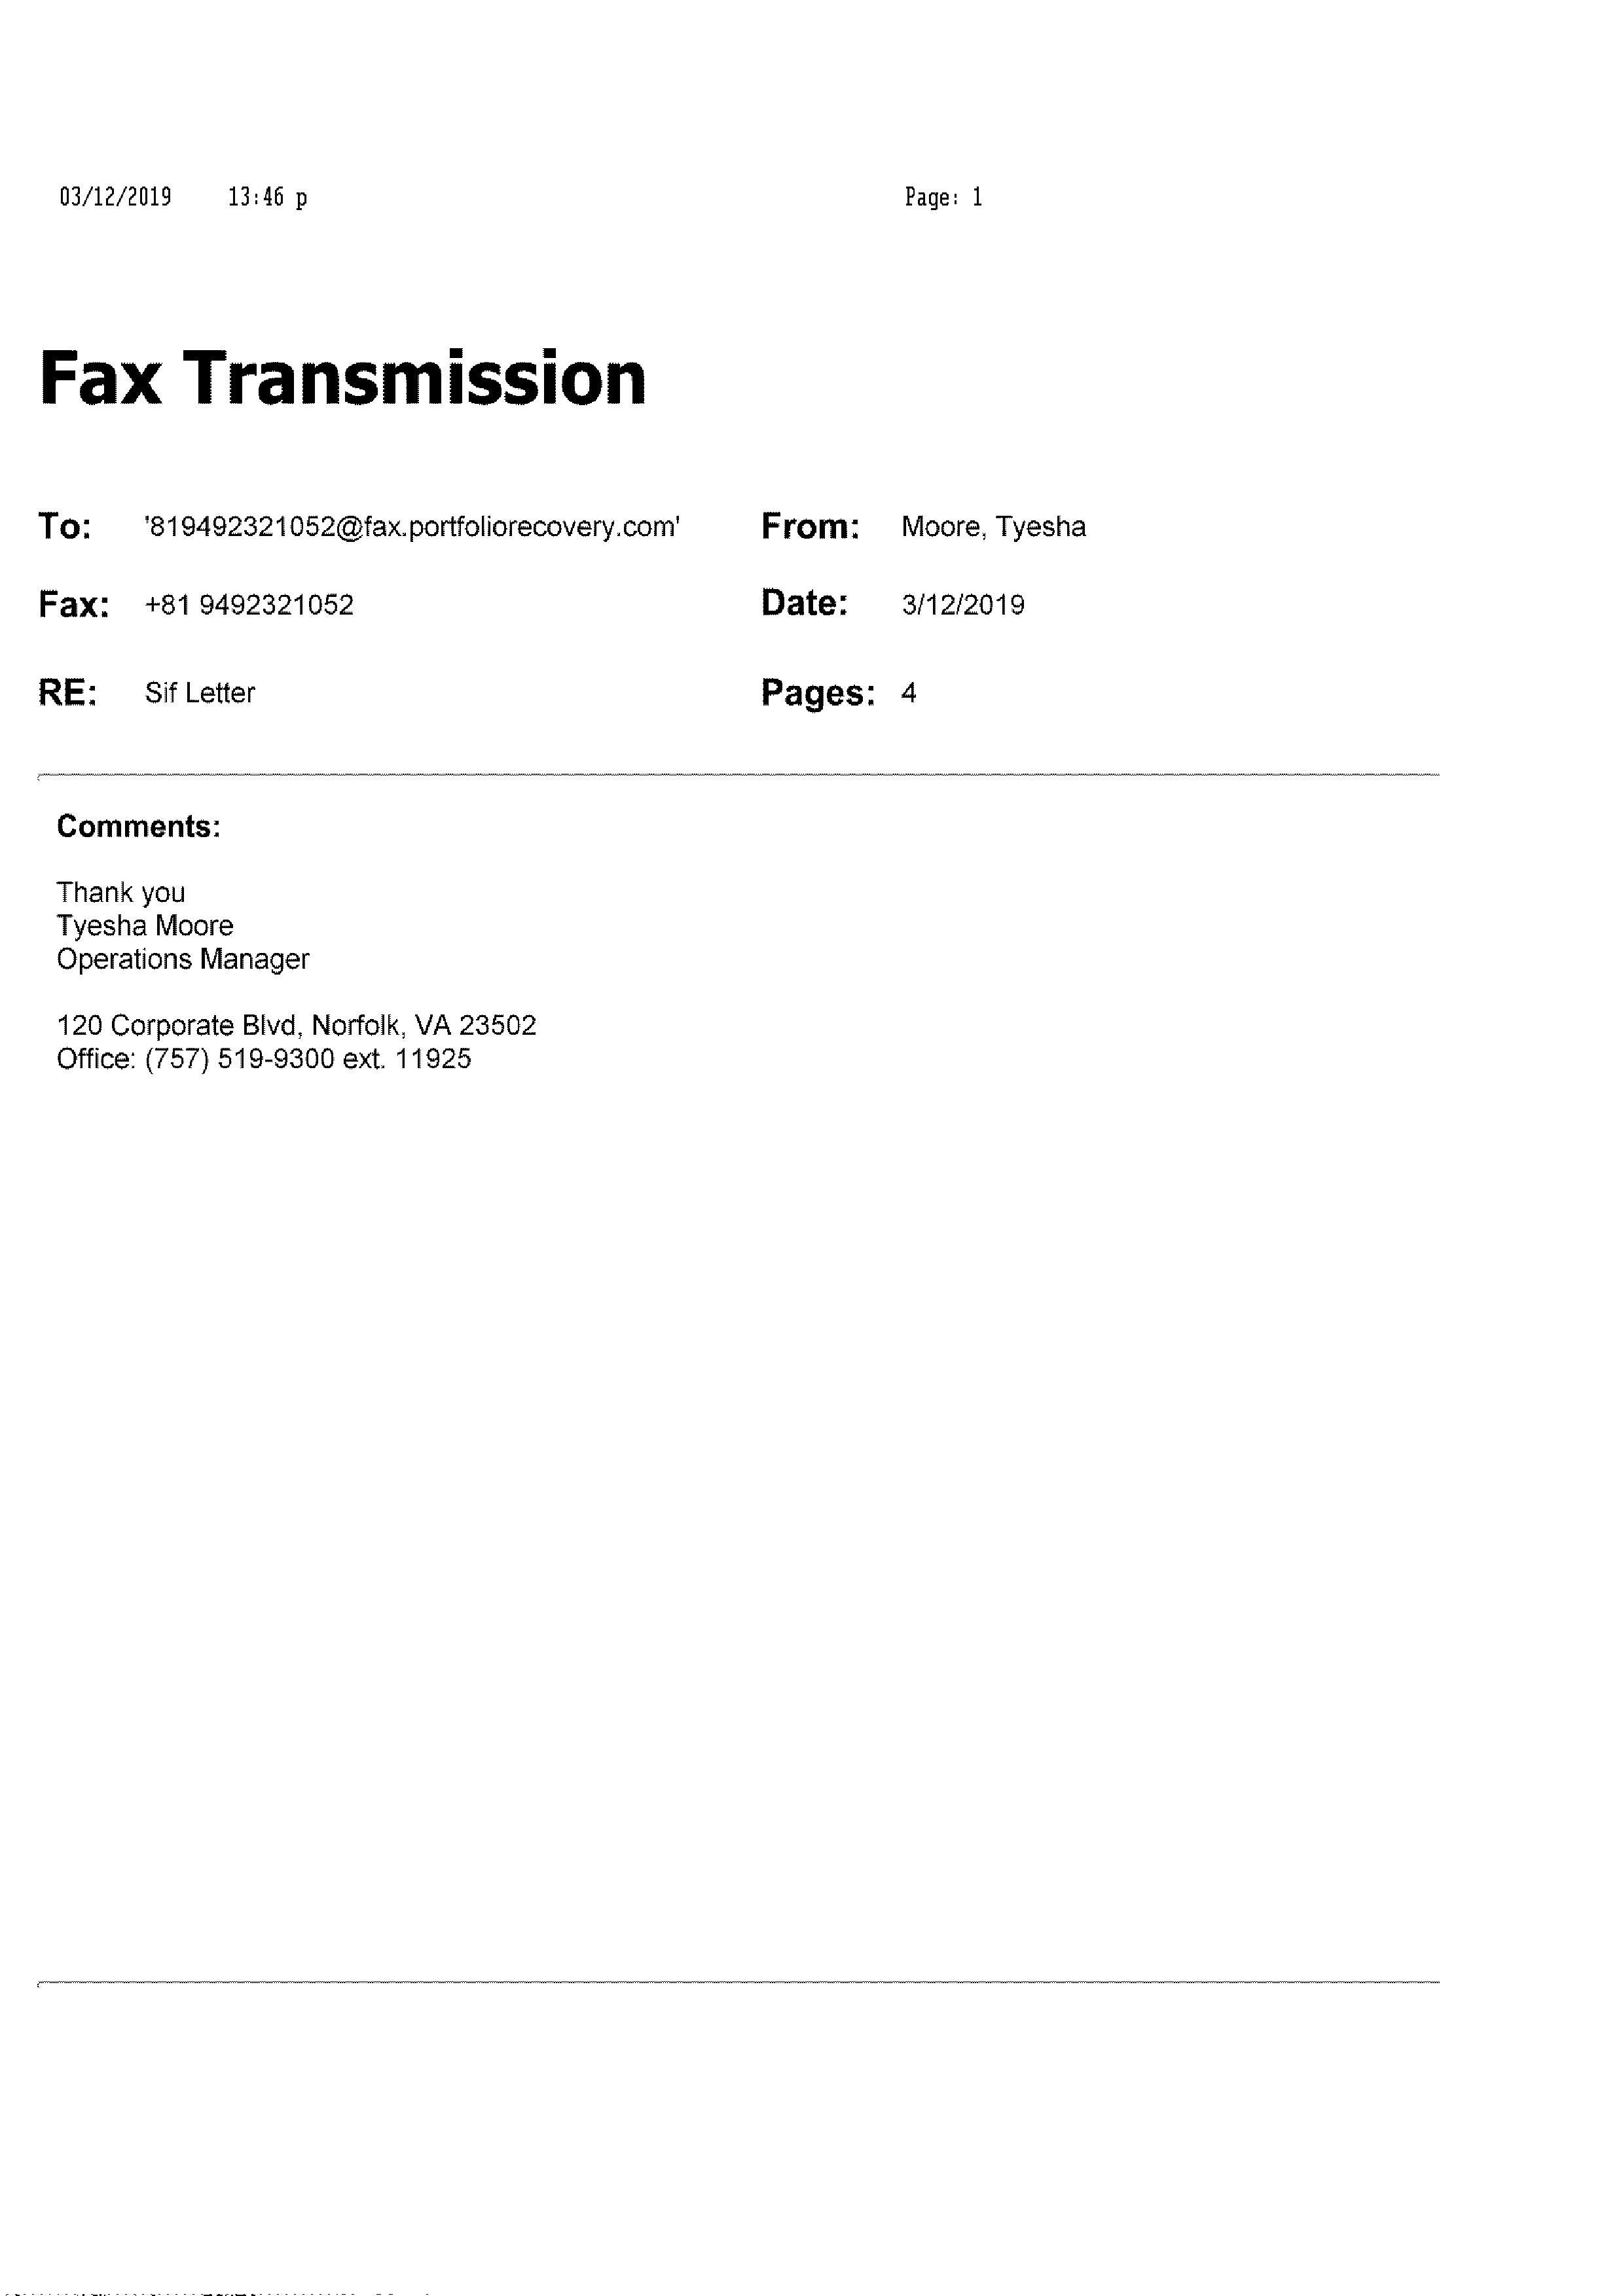 03/12/2019 13:46 p Page: 1
Fax Transmission
To: '819492321052@fax.portfoliorecovery.com' From: Moore, Tyesha
Fax: +81 9492321052 Date: 3/12/2019
RE: Sif Letter Pages: 4
Comments:
Thank you
Tyesha Moore
Operations Manager
120 Corporate Blvd, Norfolk, VA 23502
Office: (757) 519-9300 ext. 11925